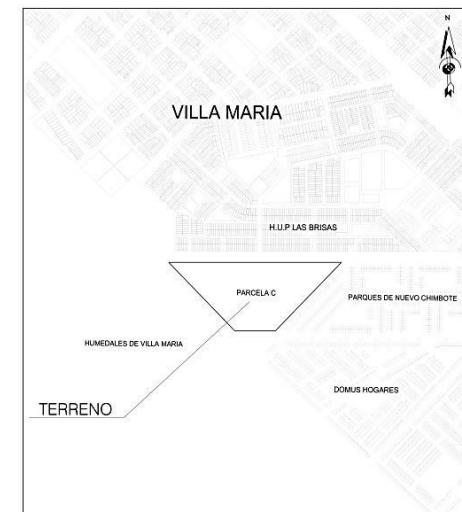 N
VILLA MARIA
H.U.P LAS BRISAS
PARCELA C
PARQUES DE NUEVO CHIMBOTE
HUMEDALES DE VILLA MARIA
DOMUS HOGARES
TERRENO